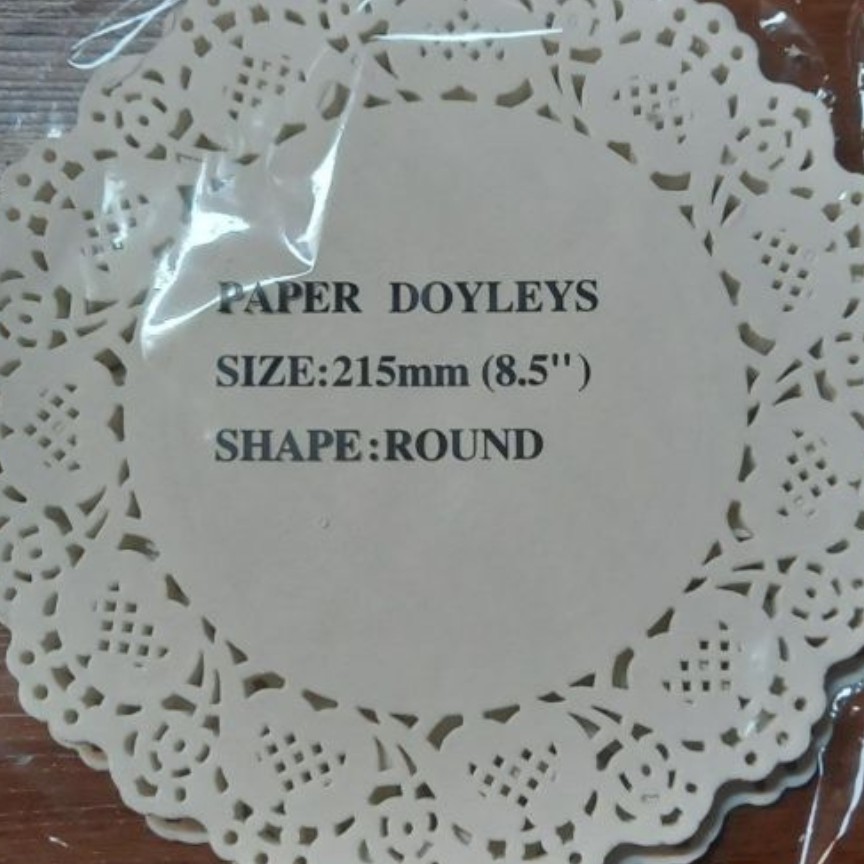 PAPER DOYLEYS
SIZE:215mm (8.5")
SHAPE:ROUND